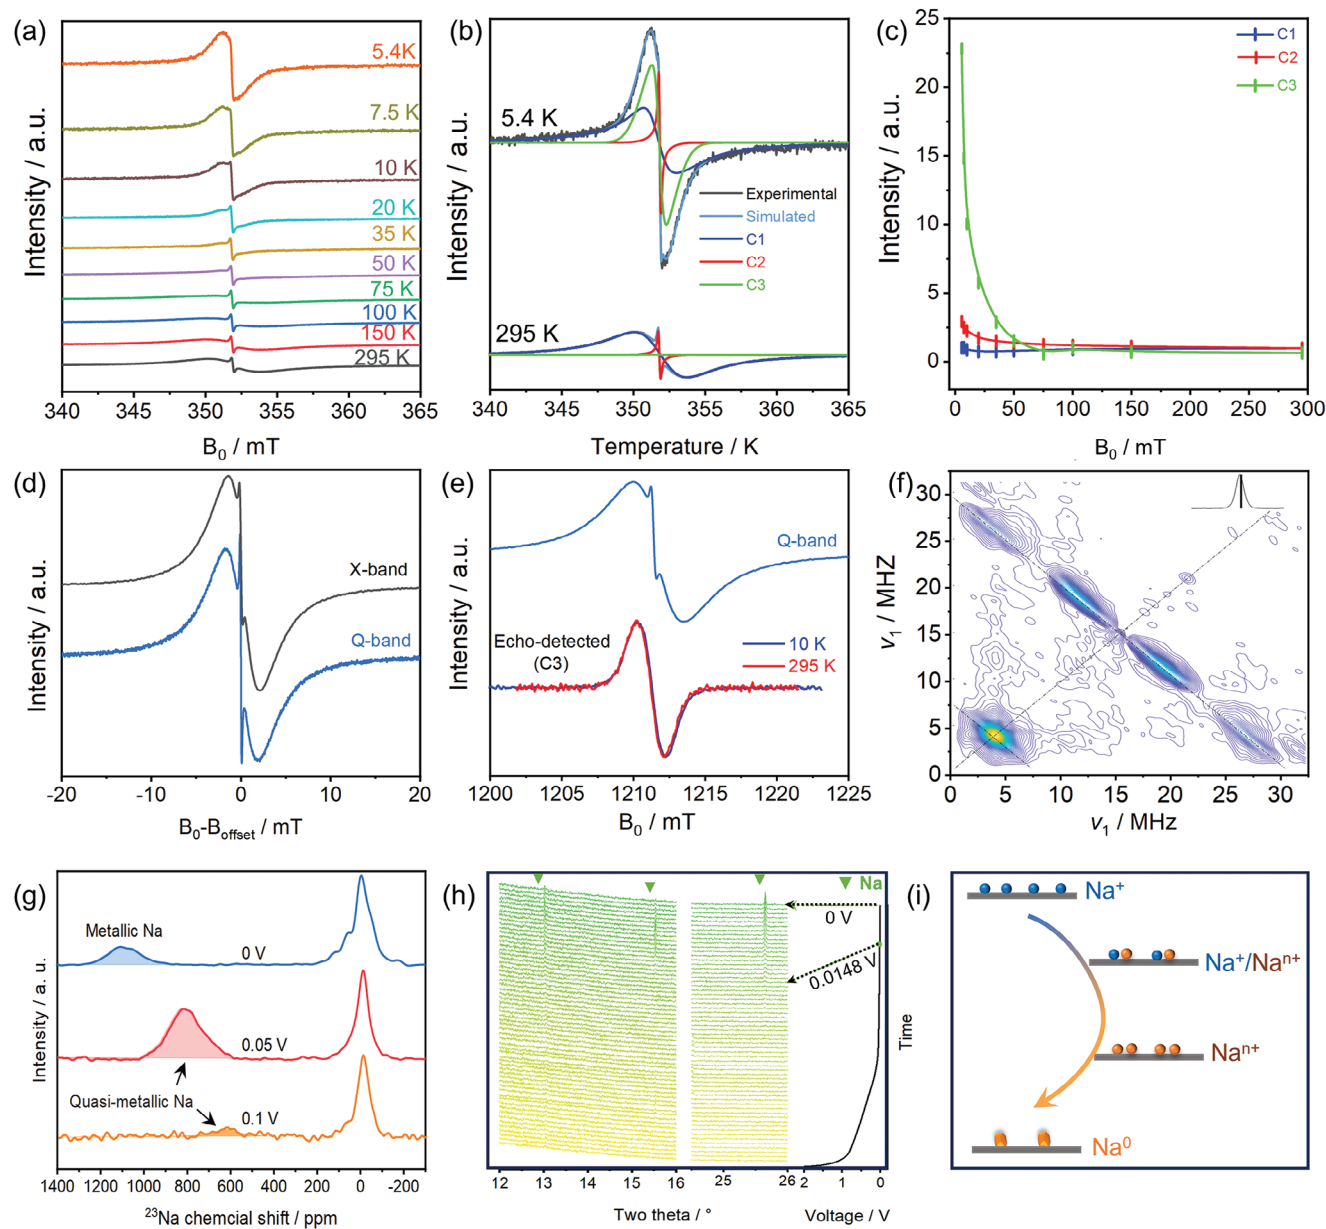 (a)
5.4K
7.5 K
10 K
20 K
35 K
50 K
75 K
100 K
150 K
295 K
Intensity / a.u.
340 345 350 355 360 365
B0 / mT
(b)
5.4 K
Experimental
Simulated
C1
C2
C3
295 K
Intensity / a.u.
340 345 350 355 360 365
Temperature / K
(c)
C1
C2
C3
Intensity / a.u.
25
20
15
10
5
0
0 50 100 150 200 250 300
B0 / mT
(d)
X-band
Q-band
Intensity / a.u.
-20 -10 0 10 20
B0-Boffset / mT
(e)
Q-band
Echo-detected
(C3)
10 K
295 K
Intensity / a.u.
1200 1205 1210 1215 1220 1225
B0 / mT
(f)
30
25
20
15
10
5
0
ν1 / MHZ
0 5 10 15 20 25 30
ν1 / MHz
(g)
Metallic Na
0 V
0.05 V
Quasi-metallic Na
0.1 V
Intensity / a. u.
1400 1200 1000 800 600 400 200 0 -200
23Na chemcial shift / ppm
(h)
Na
0 V
0.0148 V
Time
12 13 14 15 16 25 26 2 1 0
Two theta / °
Voltage / V
(i)
Na+
Na+/Nan+
Nan+
Na0